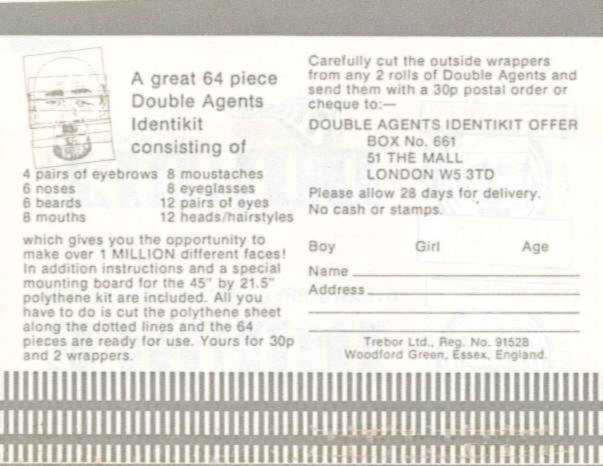 A great 64 piece
Double Agents
Identikit
consisting of
4 pairs of eyebrows 8 moustaches
6 noses 8 eyeglasses
6 beards 12 pairs of eyes
8 mouths 12 heads/hairstyles
which gives you the opportunity to
make over 1 MILLION different faces!
In addition instructions and a special
mounting board for the 45" by 21.5"
polythene kit are included. All you
have to do is cut the polythene sheet
along the dotted lines and the 64
pieces are ready for use. Yours for 30p
and 2 wrappers.
Carefully cut the outside wrappers
from any 2 rolls of Double Agents and
send them with a 30p postal order or
cheque to:—
DOUBLE AGENTS IDENTIKIT OFFER
BOX No. 661
51 THE MALL
LONDON W5 3TD
Please allow 28 days for delivery.
No cash or stamps.
Boy Girl Age
Name
Address
Trebor Ltd., Reg. No. 91528
Woodford Green, Essex, England.